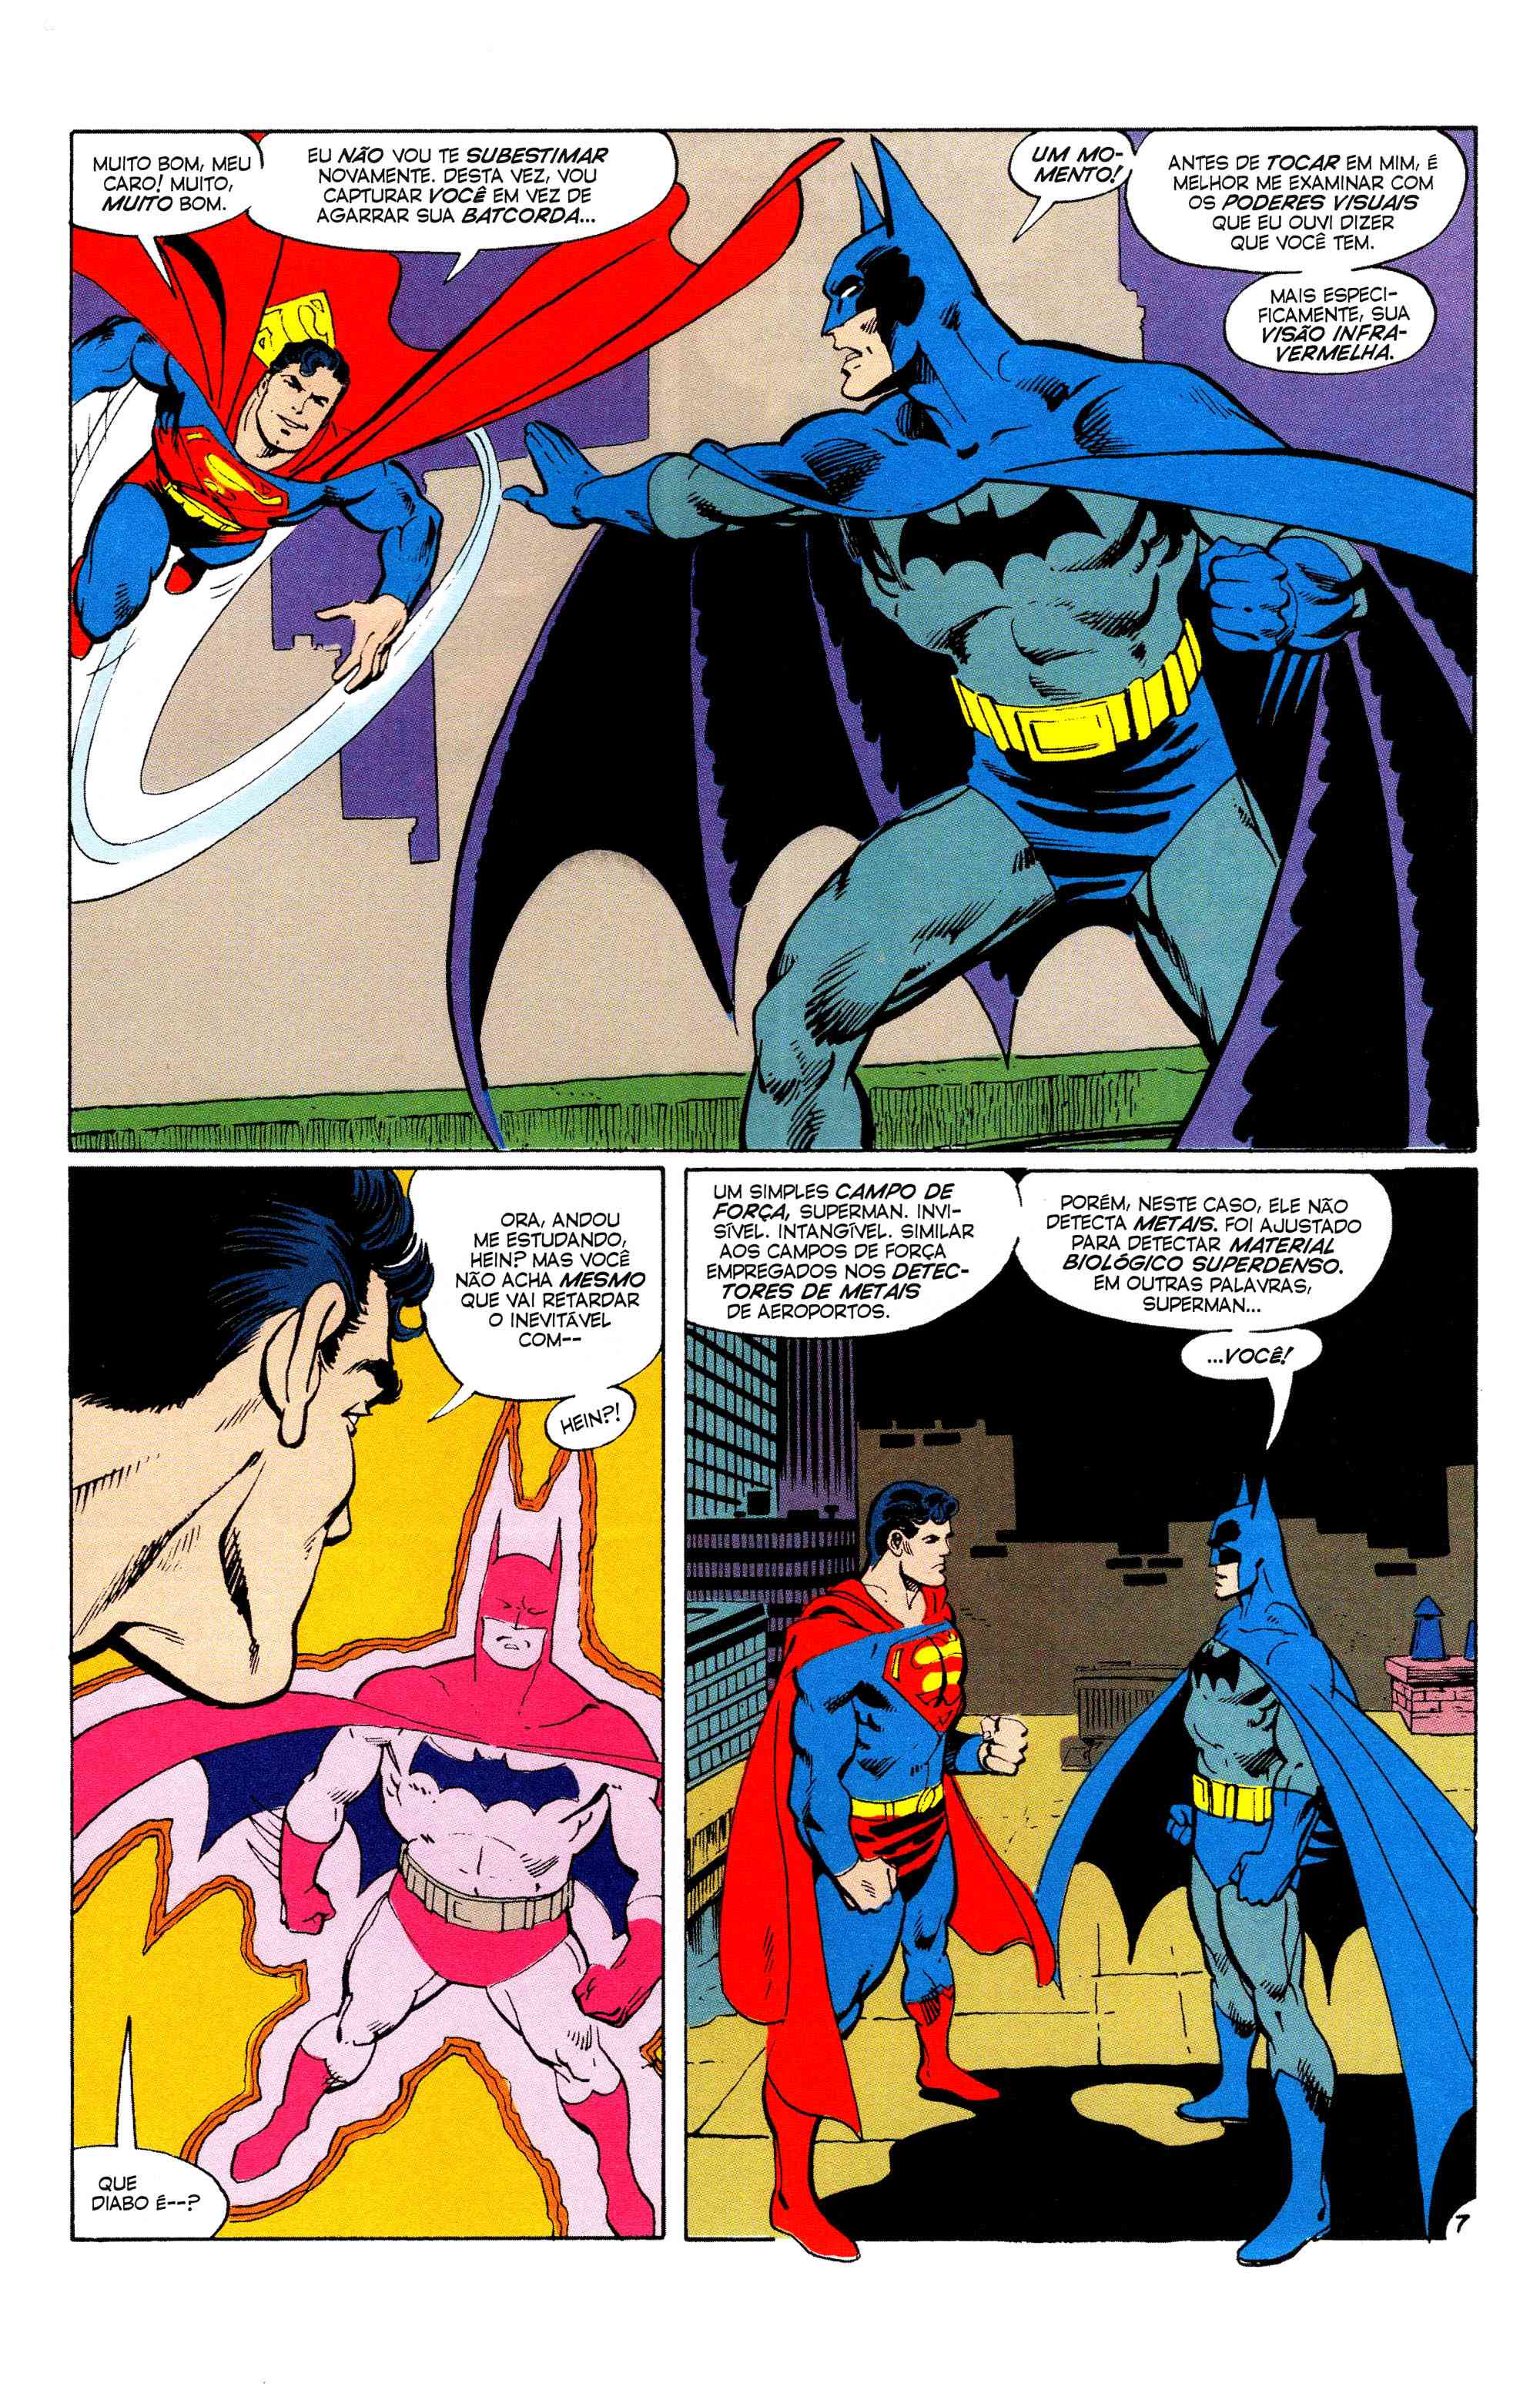 MUITO BOM, MEU
CARO! MUITO,
MUITO BOM.
EU NÃO VOU TE SUBESTIMAR
NOVAMENTE. DESTA VEZ, VOU
CAPTURAR VOCÊ EM VEZ DE
AGARRAR SUA BATCORDA...
UM MO-
MENTO!
ANTES DE TOCAR EM MIM, É
MELHOR ME EXAMINAR COM
OS PODERES VISUAIS
QUE EU OUVI DIZER
QUE VOCÊ TEM.
MAIS ESPECI-
FICAMENTE, SUA
VISÃO INFRA-
VERMELHA.
ORA, ANDOU
ME ESTUDANDO,
HEIN? MAS VOCÊ
NÃO ACHA MESMO
QUE VAI RETARDAR
O INEVITÁVEL
COM--
HEIN?!
QUE
DIABO É--?
UM SIMPLES CAMPO DE
FORÇA, SUPERMAN. INVI-
SÍVEL. INTANGÍVEL. SIMILAR
AOS CAMPOS DE FORÇA
EMPREGADOS NOS DETEC-
TORES DE METAIS
DE AEROPORTOS.
PORÉM, NESTE CASO, ELE NÃO
DETECTA METAIS. FOI AJUSTADO
PARA DETECTAR MATERIAL
BIOLÓGICO SUPERDENSO.
EM OUTRAS PALAVRAS,
SUPERMAN...
...VOCÊ!
7